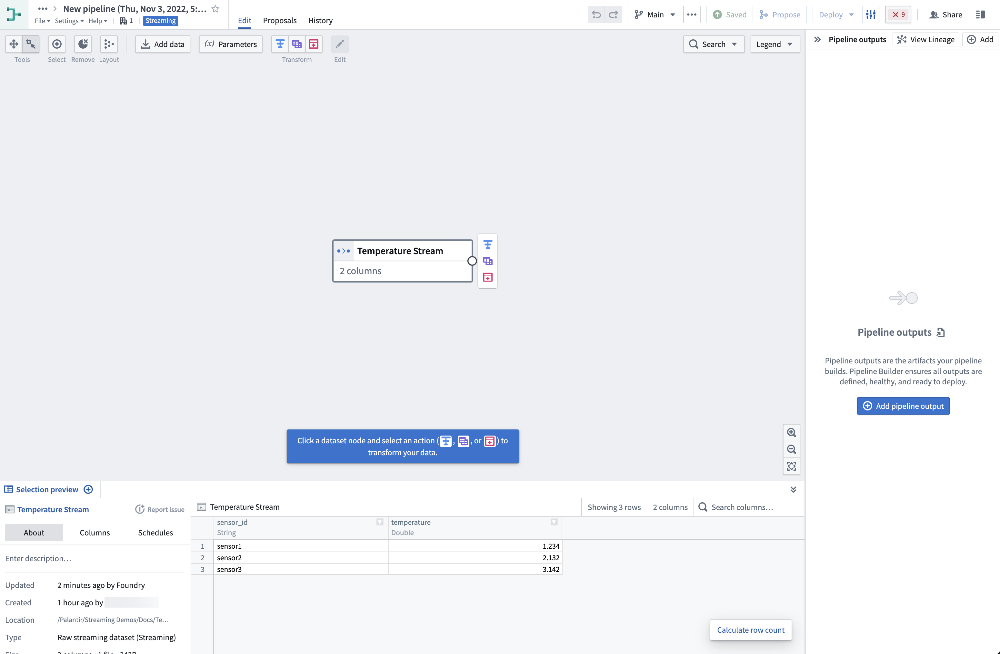 New pipeline (Thu, Nov 3, 2022, 5:...
File Settings Help 1 Streaming
Edit Proposals History
Main Saved Propose Deploy 9 Share
Add data (x) Parameters
Search Legend
Tools Select Remove Layout Transform Edit
Pipeline outputs View Lineage Add
Temperature Stream
2 columns
Pipeline outputs
Pipeline outputs are the artifacts your pipeline
builds. Pipeline Builder ensures all outputs are
defined, healthy, and ready to deploy.
Add pipeline output
Click a dataset node and select an action ( , , or ) to
transform your data.
Selection preview
Temperature Stream Report issue
About Columns Schedules
Enter description...
Updated 2 minutes ago by Foundry
Created 1 hour ago by
Location /Palantir/Streaming Demos/Docs/Te...
Type Raw streaming dataset (Streaming)
Temperature Stream Showing 3 rows 2 columns Search columns...
sensor_id temperature
String Double
1 sensor1 1.234
2 sensor2 2.132
3 sensor3 3.142
Calculate row count